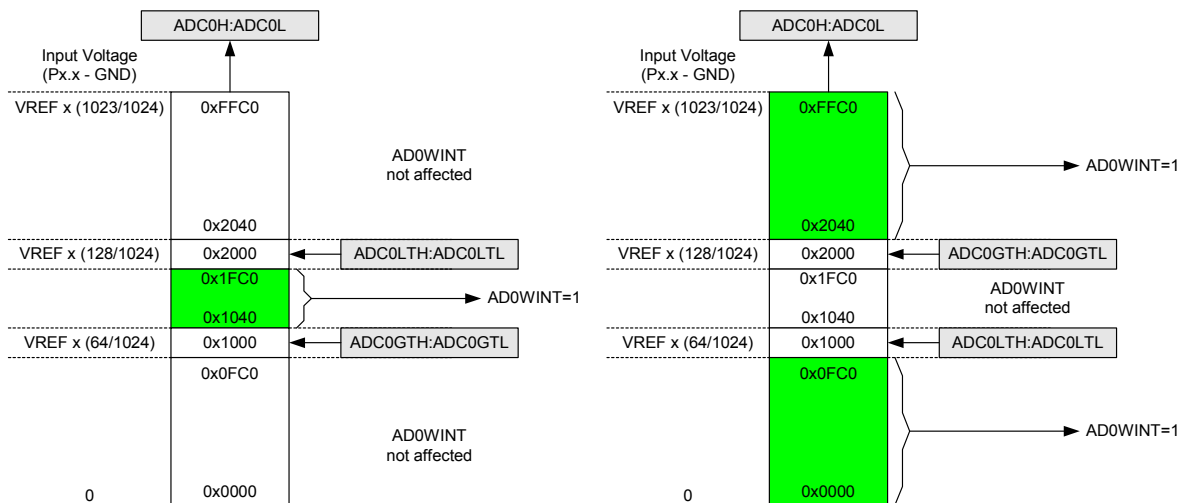 ADC0H:ADC0L
Input Voltage
(Px.x - GND)
VREF x (1023/1024)
0xFFC0
AD0WINT
not affected
0x2040
VREF x (128/1024)
0x2000
ADC0LTH:ADC0LTL
0x1FC0
AD0WINT=1
0x1040
VREF x (64/1024)
0x1000
ADC0GTH:ADC0GTL
0x0FC0
AD0WINT
not affected
0
0x0000
ADC0H:ADC0L
Input Voltage
(Px.x - GND)
VREF x (1023/1024)
0xFFC0
AD0WINT=1
0x2040
VREF x (128/1024)
0x2000
ADC0GTH:ADC0GTL
0x1FC0
AD0WINT
not affected
0x1040
VREF x (64/1024)
0x1000
ADC0LTH:ADC0LTL
0x0FC0
AD0WINT=1
0
0x0000